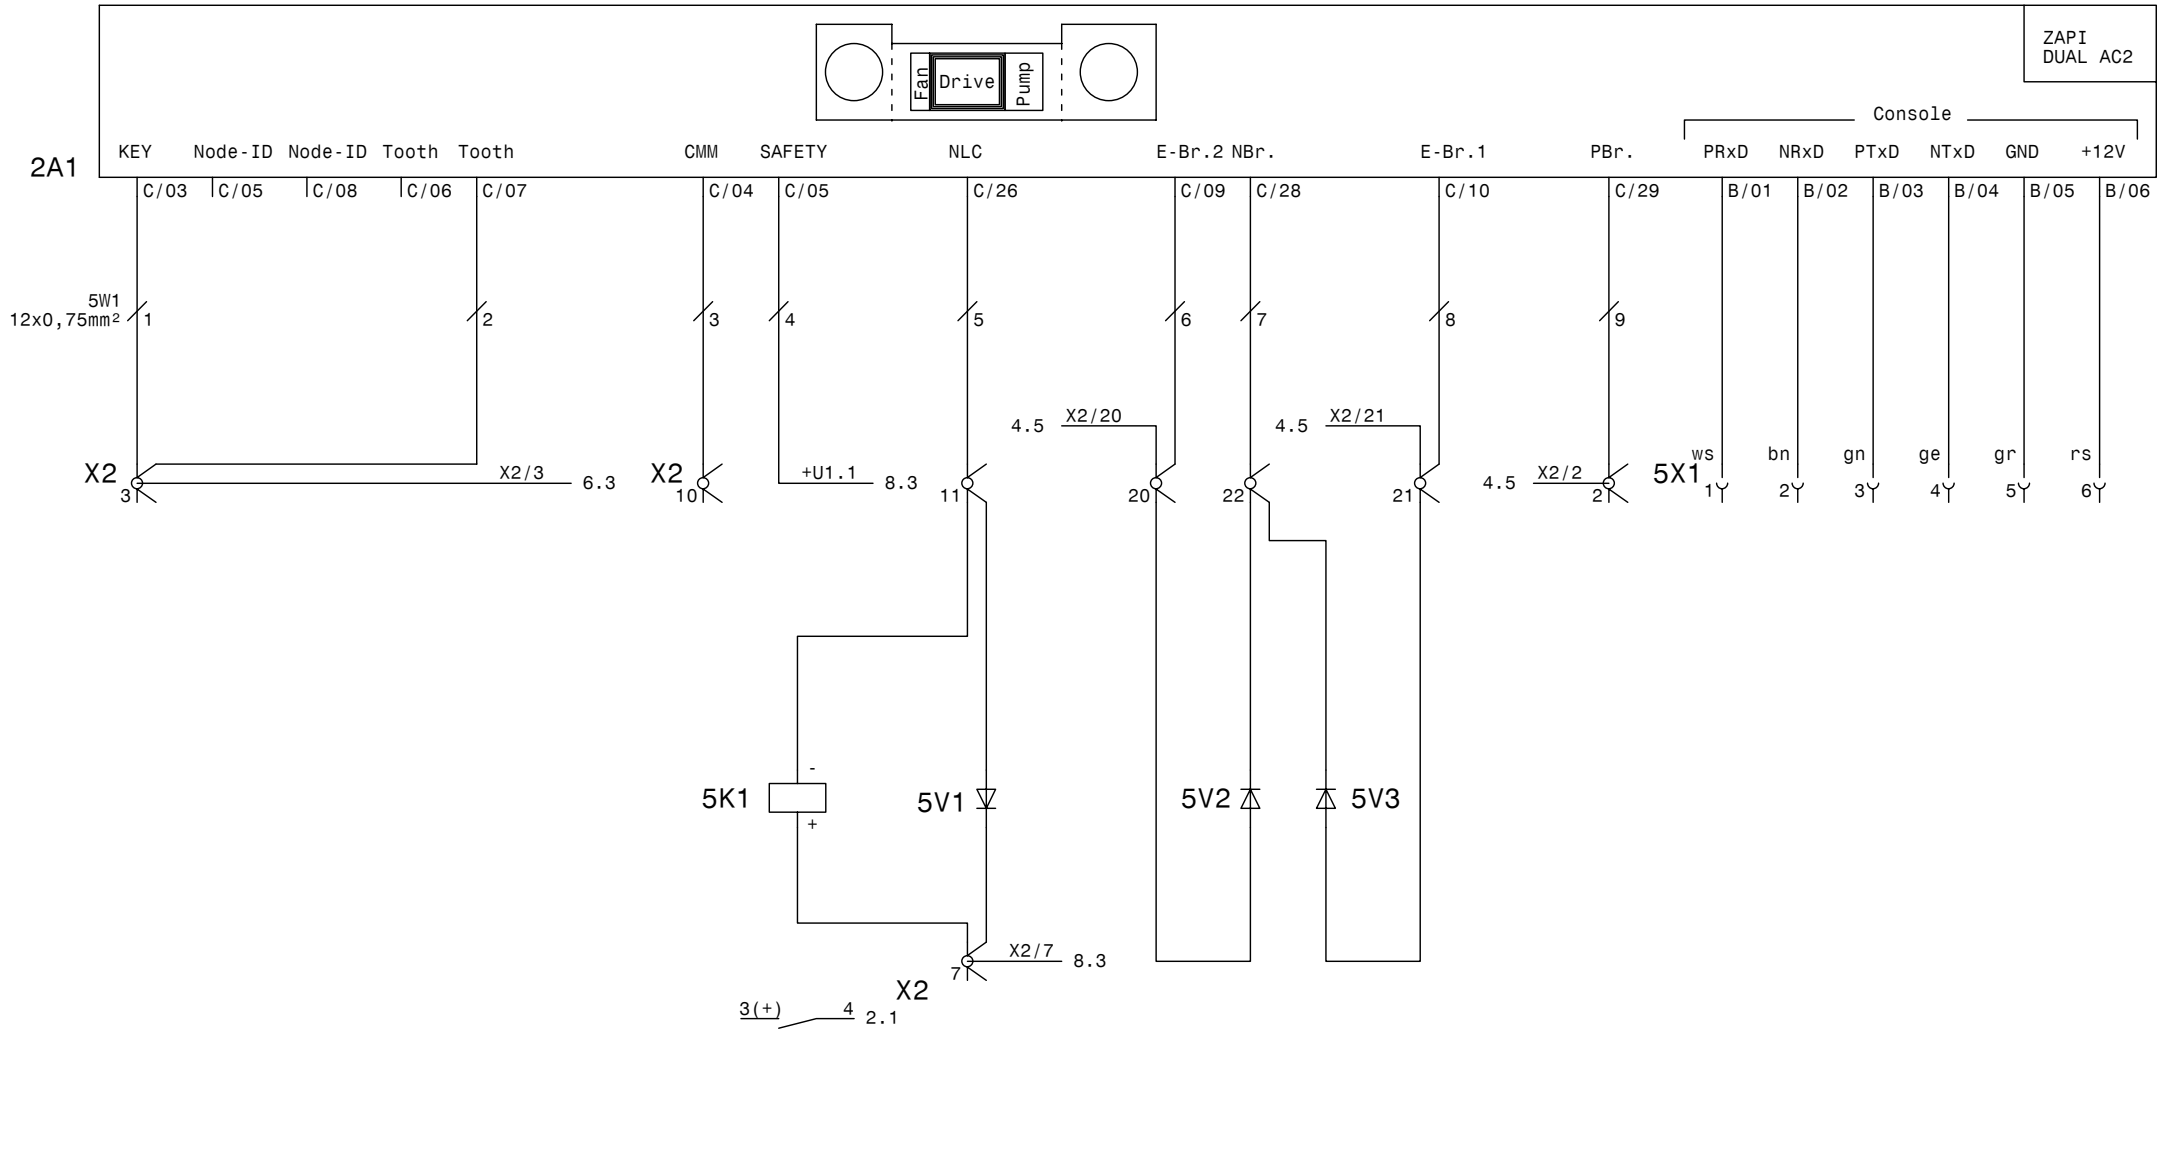 ZAPI
DUAL AC2
Fan Drive Pump
Console
2A1
KEY Node-ID Node-ID Tooth Tooth CMM SAFETY NLC E-Br.2 NBr. E-Br.1 PBr. PRxD NRxD PTxD NTxD GND +12V
C/03 C/05 C/08 C/06 C/07 C/04 C/05 C/26 C/09 C/28 C/10 C/29 B/01 B/02 B/03 B/04 B/05 B/06
5W1
12x0,75mm² 1 2 3 4 5 6 7 8 9
4.5 X2/20 4.5 X2/21
ws bn gn ge gr rs
X2 3 X2/3 6.3 X2 10 +U1.1 8.3 11 20 22 21 4.5 X2/2 2 5X1 1 2 3 4 5 6
-
5K1 5V1 5V2 5V3
+
X2/7
7 8.3
X2
3(+) 4 2.1